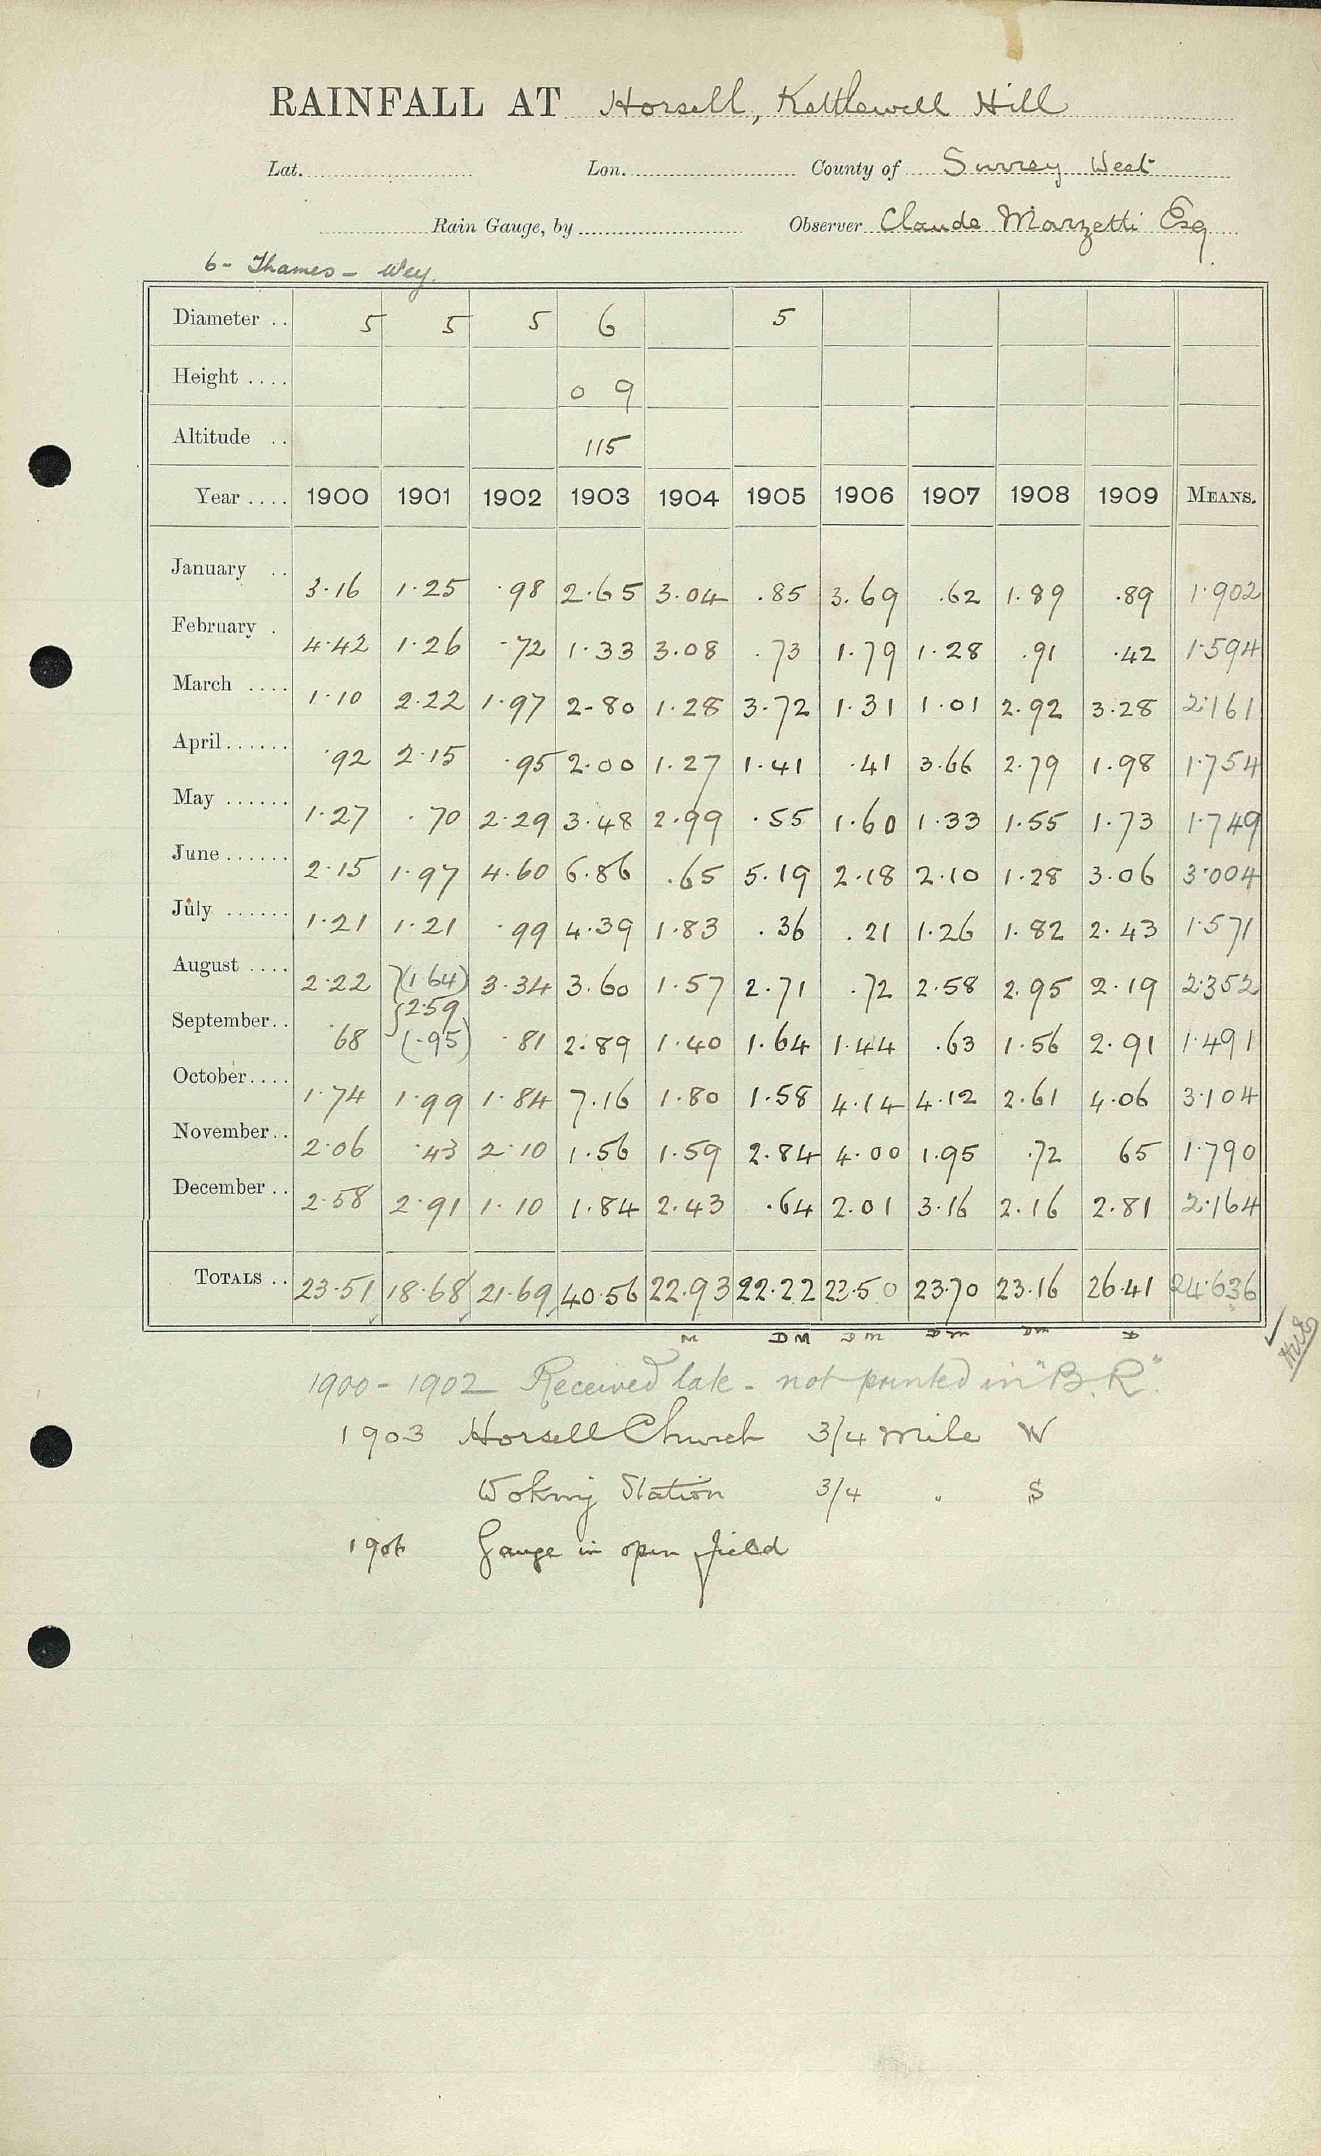 RAINFALL AT Horsell, Kettlewell Hill
Lat. Lon. County of Surrey West
Rain Gauge, by Observer Claude Marzetti Esq
6 - Thames - Wey.
Diameter .. 5 5 5 6 5
Height .... 0 9
Altitude .. 115
Year .... 1900 1901 1902 1903 1904 1905 1906 1907 1908 1909 MEANS.
January .. 3.16 1.25 .98 2.65 3.04 .85 3.69 .62 1.89 .89 1.902
February . 4.42 1.26 .72 1.33 3.08 .73 1.79 1.28 .91 .42 1.594
March .... 1.10 2.22 1.97 2.80 1.28 3.72 1.31 1.01 2.92 3.28 2.161
April ...... .92 2.15 .95 2.00 1.27 1.41 .41 3.66 2.79 1.98 1.754
May ...... 1.27 .70 2.29 3.48 2.99 .55 1.60 1.33 1.55 1.73 1.749
June ...... 2.15 1.97 4.60 6.86 .65 5.19 2.18 2.10 1.28 3.06 3.004
July ...... 1.21 1.21 .99 4.39 1.83 .36 .21 1.26 1.82 2.43 1.571
August .... 2.22 (1.64) 3.34 3.60 1.57 2.71 .72 2.58 2.95 2.19 2.352
2.59
September .. .68 (.95) .81 2.89 1.40 1.64 1.44 .63 1.56 2.91 1.491
October .... 1.74 1.99 1.84 7.16 1.80 1.58 4.14 4.12 2.61 4.06 3.104
November .. 2.06 .43 2.10 1.56 1.59 2.84 4.00 1.95 .72 65 1.790
December .. 2.58 2.91 1.10 1.84 2.43 .64 2.01 3.16 2.16 2.81 2.164
TOTALS .. 23.51 18.68 21.69 40.56 22.93 22.22 23.50 23.70 23.16 26.41 24.636
M DM DM DM DM D
1900 - 1902 Received late - not printed in "B.R."
1903 Horsell Church 3/4 mile W
Woking Station 3/4 " S
1906 Gauge in open field